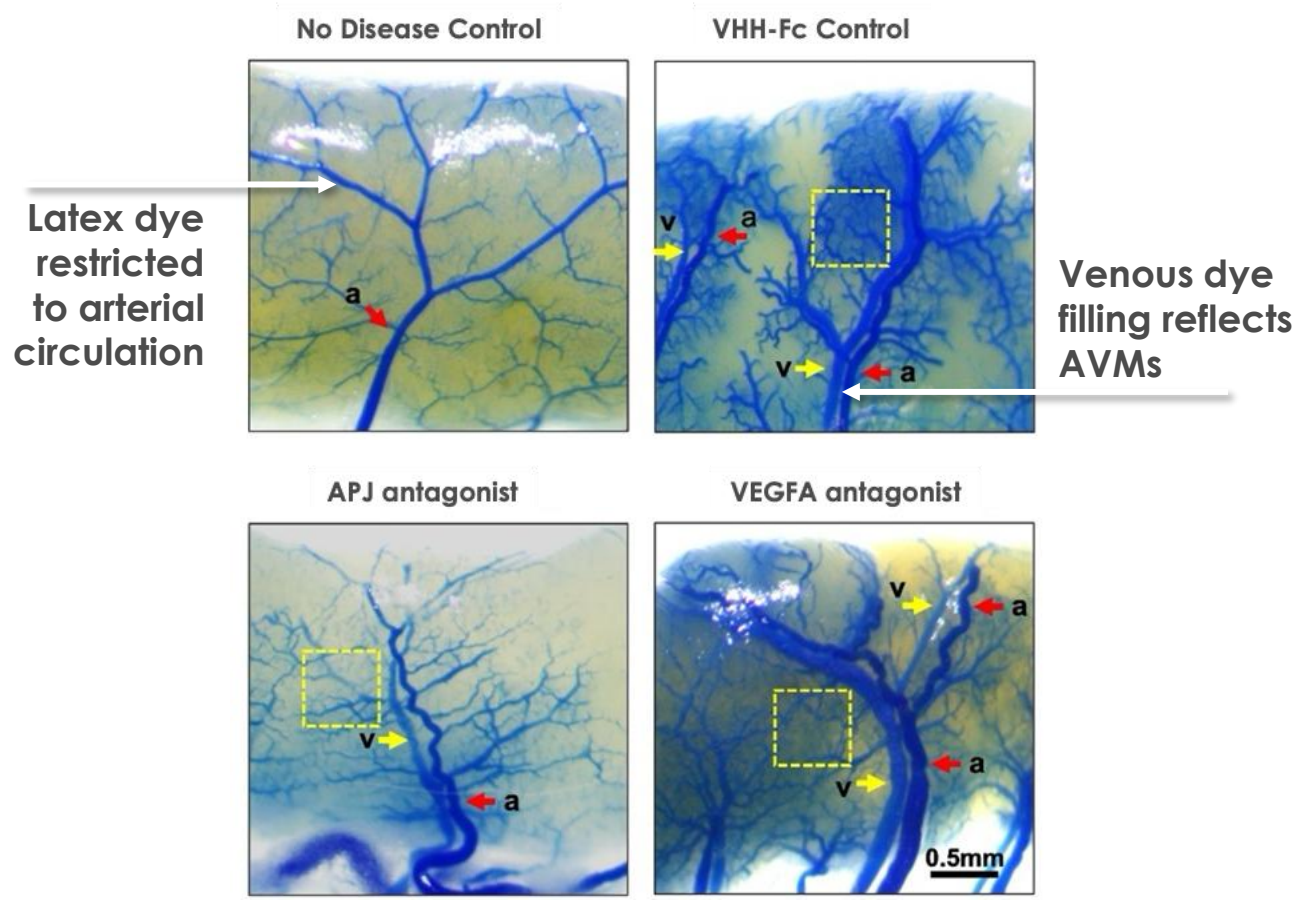 No Disease Control
VHH-Fc Control
Latex dye
restricted
to arterial
circulation
a
v
a
v
a
Venous dye
filling reflects
AVMs
APJ antagonist
VEGFA antagonist
v
a
v
a
v
a
0.5mm